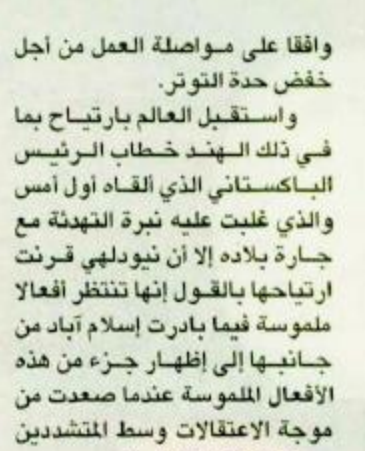 وافقا على مواصلة العمل من أجل
خفض حدة التوتر.
واستقبل العالم بارتياح بما
في ذلك الهند خطاب الرئيس
الباكستاني الذي ألقاه أول أمس
والذي غلبت عليه نبرة التهدئة مع
جارة بلاده إلا أن نيودلهي قرنت
ارتياحها بالقول إنها تنتظر أفعالا
ملموسة فيما بادرت إسلام آباد من
جانبها إلى إظهار جزء من هذه
الأفعال الملموسة عندما صعدت من
موجة الاعتقالات وسط المتشددين